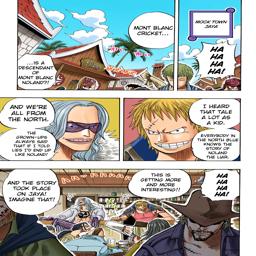 MOCK TOWN,
JAYA
HA
HA
HA
HA!
MONT BLANC
CRICKET...
...IS A
DESCENDANT
OF MONT BLANC
NOLAND?!
I HEARD
THAT TALE
A LOT AS
A KID.
EVERYBODY IN
THE NORTH BLUE
KNOWS THE
STORY OF
NOLAND THE
LIAR.
AND WE'RE
ALL FROM
THE NORTH.
THE
GROWN-UPS
ALWAYS SAID
THAT IF I TOLD
LIES I'D END UP
LIKE NOLAND!
HA
HA
HA
HA!
THIS IS
GETTING MORE
AND MORE
INTERESTING!!
AND THE STORY
TOOK PLACE
ON JAYA!
IMAGINE THAT!